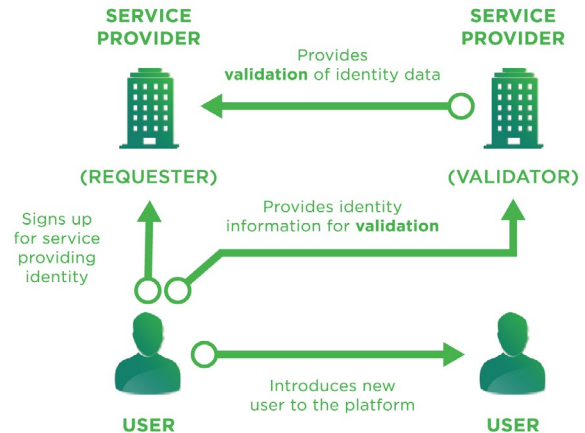 SERVICE
PROVIDER
SERVICE
PROVIDER
Provides
validation of identity data
(REQUESTER)
(VALIDATOR)
Signs up
for service
providing
identity
Provides identity
information for validation
Introduces new
user to the platform
USER
USER